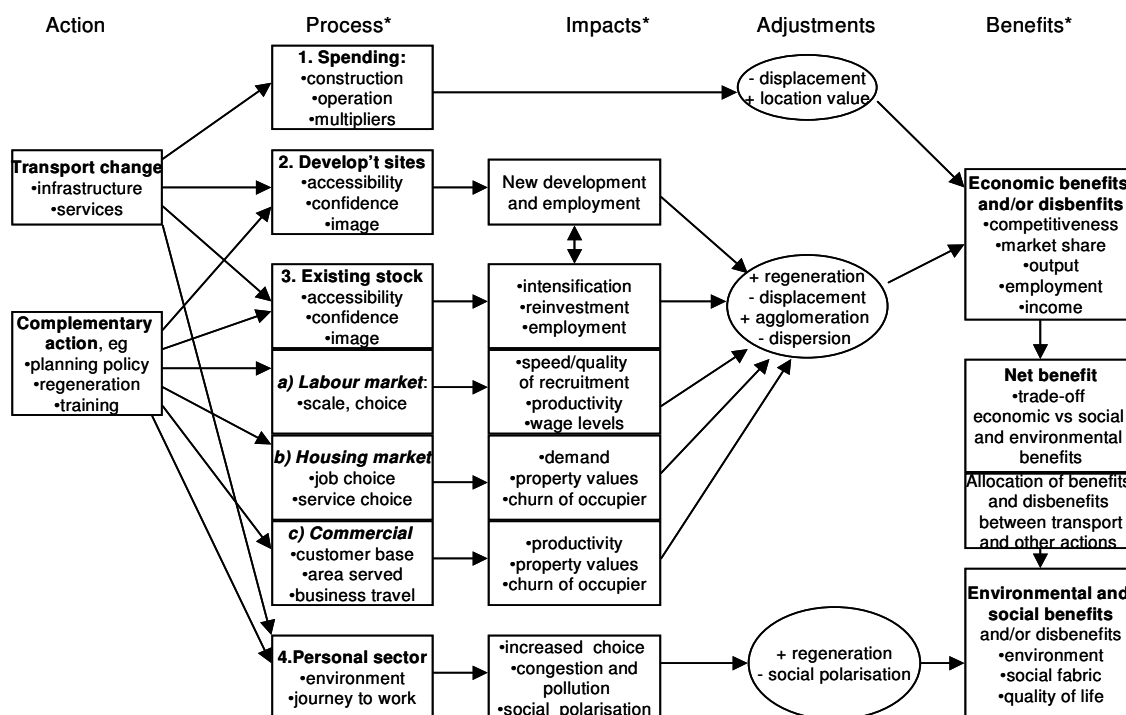 Action
Process*
Impacts*
Adjustments
Benefits*
Transport change
•infrastructure
•services
Complementary
action, eg
•planning policy
•regeneration
•training
1. Spending:
•construction
•operation
•multipliers
2. Develop't sites
•accessibility
•confidence
•image
3. Existing stock
•accessibility
•confidence
•image
a) Labour market:
•scale, choice
b) Housing market
•job choice
•service choice
c) Commercial
•customer base
•area served
•business travel
4.Personal sector
•environment
•journey to work
New development
and employment
•intensification
•reinvestment
•employment
•speed/quality
of recruitment
•productivity
•wage levels
•demand
•property values
•churn of occupier
•productivity
•property values
•churn of occupier
•increased choice
•congestion and
pollution
•social polarisation
- displacement
+ location value
+ regeneration
- displacement
+ agglomeration
- dispersion
+ regeneration
- social polarisation
Economic benefits
and/or disbenfits
•competitiveness
•market share
•output
•employment
•income
Net benefit
•trade-off
economic vs social
and environmental
benefits
Allocation of benefits
and disbenefits
between transport
and other actions
Environmental and
social benefits
and/or disbenefits
•environment
•social fabric
•quality of life